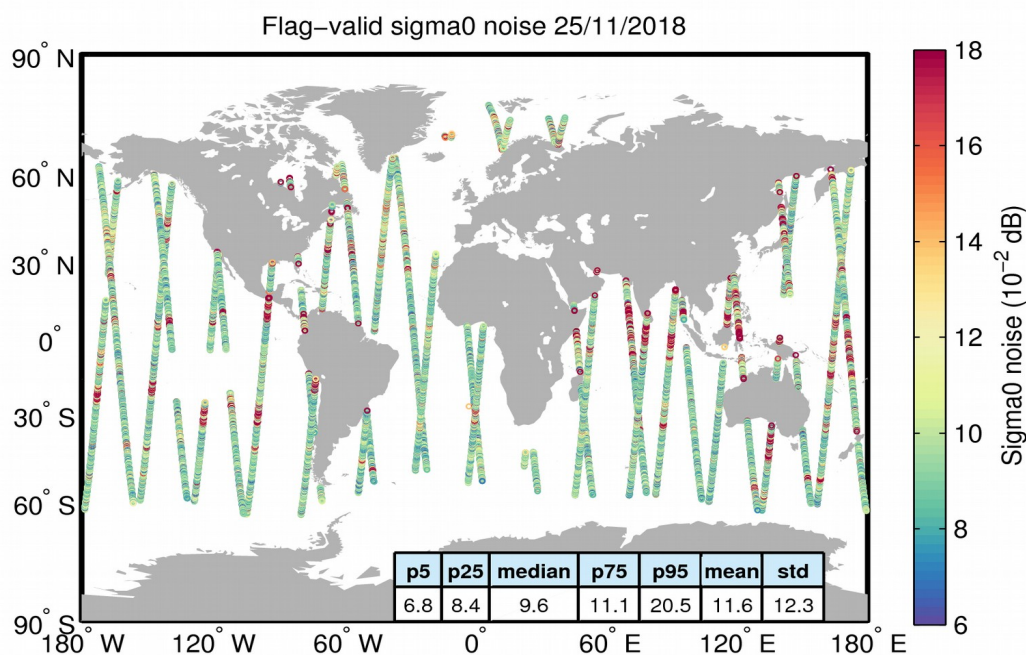 Flag−valid sigma0 noise 25/11/2018
90° N
60° N
30° N
0°
30° S
60° S
90° S
180° W
120° W
60° W
0°
60° E
120° E
180° E
p5 p25 median p75 p95 mean std
6.8 8.4 9.6 11.1 20.5 11.6 12.3
18
16
14
12
10
8
6
Sigma0 noise (10⁻² dB)